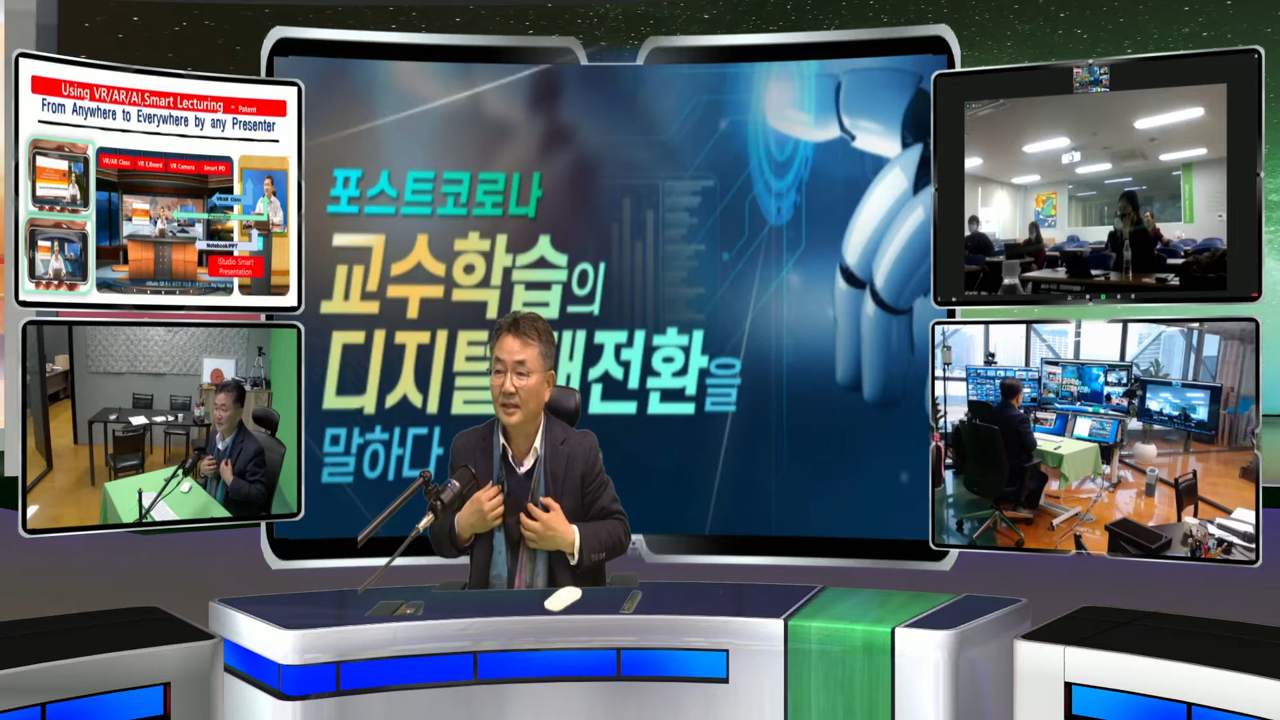 Using VR/AR/AI,Smart Lecturing - Patent
From Anywhere to Everywhere by any Presenter
VR/AR Class VR E.Board VR Camera Smart PD
VRAR Class
Notebook/PPT
iStudio Smart
Presentation
포스트코로나
교수학습의
디지털 전환을
말하다